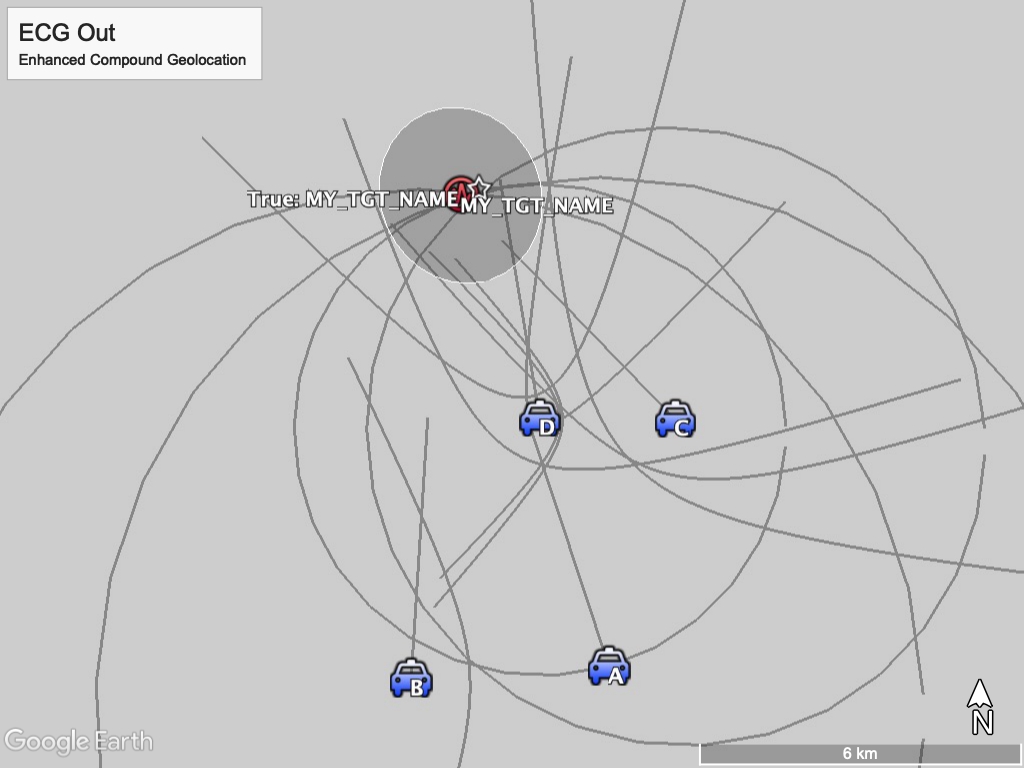 ECG Out
Enhanced Compound Geolocation
A
True: MY_TGT_NAME
MY_TGT_NAME
D
C
B
A
N
Google Earth
6 km